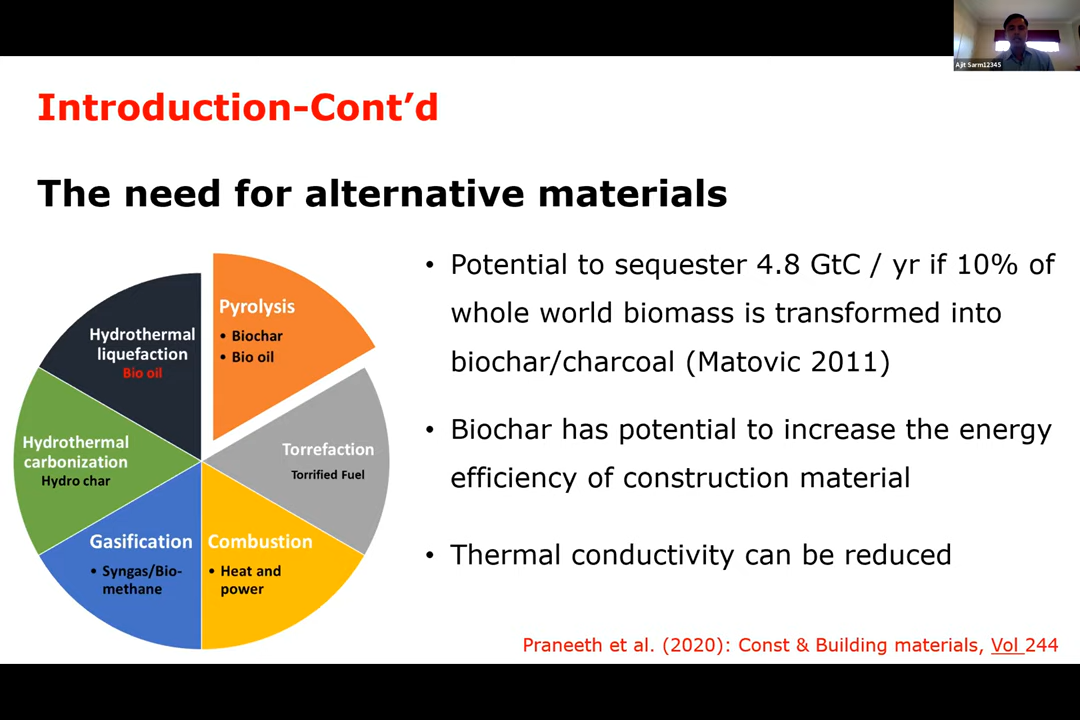 Ajit Sarm12345
Introduction-Cont’d
The need for alternative materials
Pyrolysis
• Biochar
• Bio oil
Hydrothermal
liquefaction
Bio oil
Torrefaction
Torrified Fuel
Hydrothermal
carbonization
Hydro char
Gasification
• Syngas/Bio-
methane
Combustion
• Heat and
power
• Potential to sequester 4.8 GtC / yr if 10% of
whole world biomass is transformed into
biochar/charcoal (Matovic 2011)
• Biochar has potential to increase the energy
efficiency of construction material
• Thermal conductivity can be reduced
Praneeth et al. (2020): Const & Building materials, Vol 244